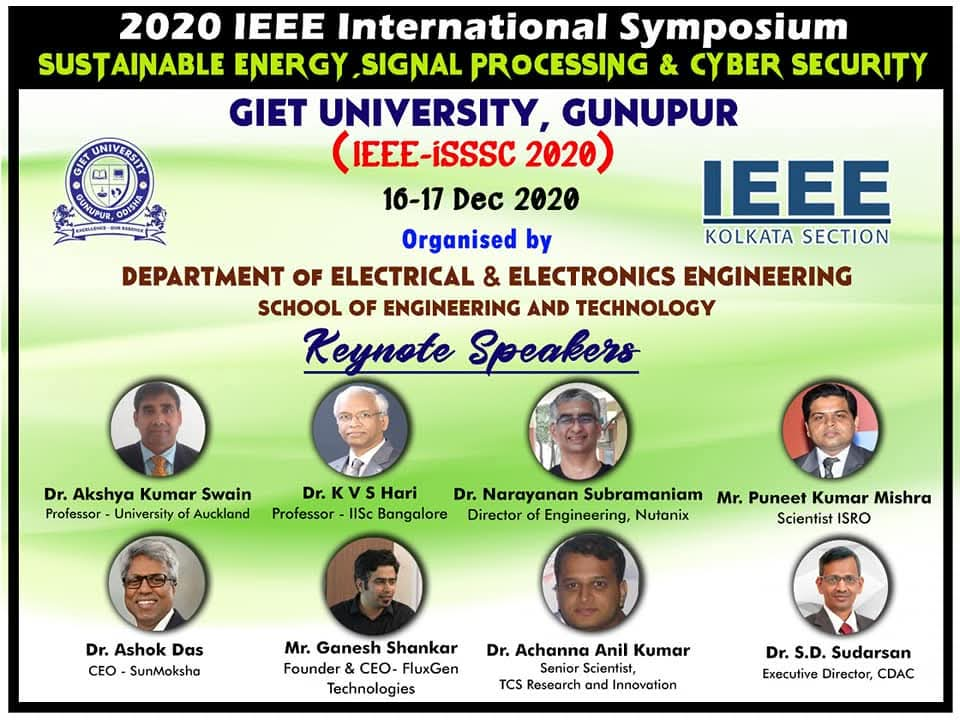 2020 IEEE International Symposium
SUSTAINABLE ENERGY,SIGNAL PROCESSING & CYBER SECURITY
GIET UNIVERSITY, GUNUPUR
(IEEE-iSSSC 2020)
16-17 Dec 2020
GIET UNIVERSITY
GUNUPUR, ODISHA
EXCELLENCE - OUR ESSENCE
IEEE
KOLKATA SECTION
Organised by
DEPARTMENT OF ELECTRICAL & ELECTRONICS ENGINEERING
SCHOOL OF ENGINEERING AND TECHNOLOGY
Keynote Speakers
Dr. Akshya Kumar Swain
Professor - University of Auckland
Dr. K V S Hari
Professor - IISc Bangalore
Dr. Narayanan Subramaniam
Director of Engineering, Nutanix
Mr. Puneet Kumar Mishra
Scientist ISRO
Dr. Ashok Das
CEO - SunMoksha
Mr. Ganesh Shankar
Founder & CEO- FluxGen
Technologies
Dr. Achanna Anil Kumar
Senior Scientist,
TCS Research and Innovation
Dr. S.D. Sudarsan
Executive Director, CDAC